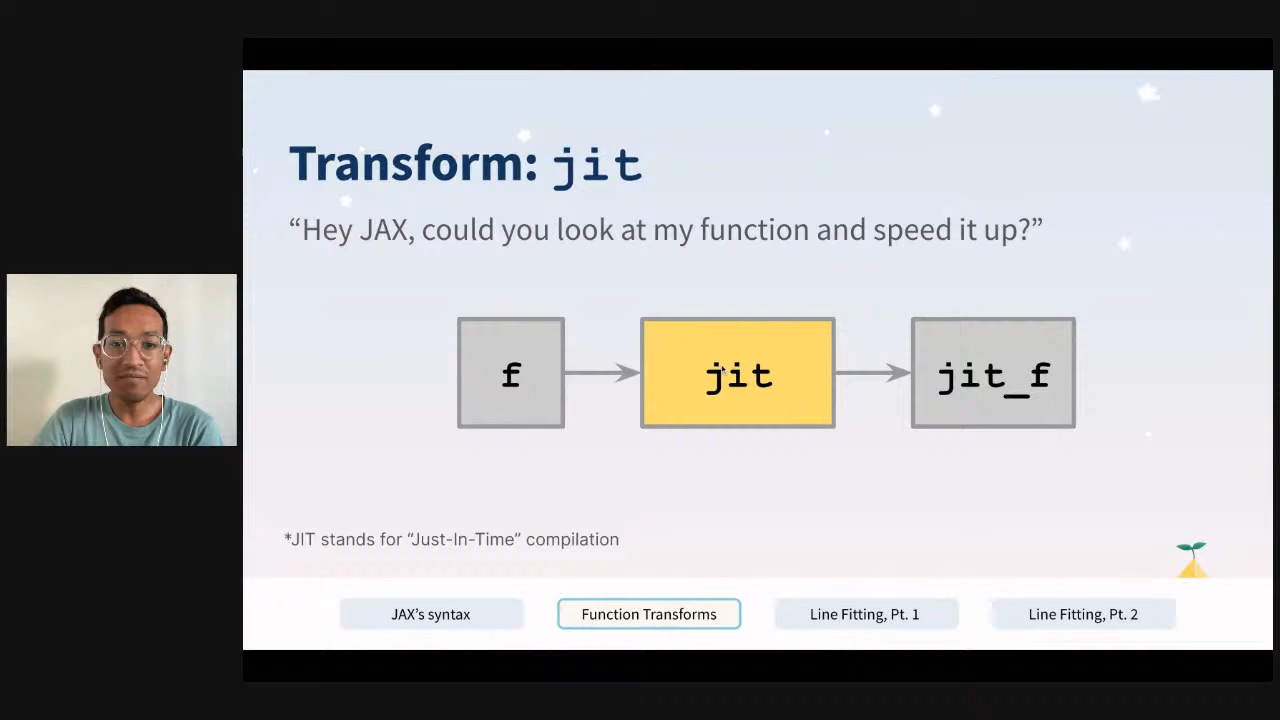 Transform: jit
“Hey JAX, could you look at my function and speed it up?”
f
jit
jit_f
*JIT stands for “Just-In-Time” compilation
JAX’s syntax
Function Transforms
Line Fitting, Pt. 1
Line Fitting, Pt. 2